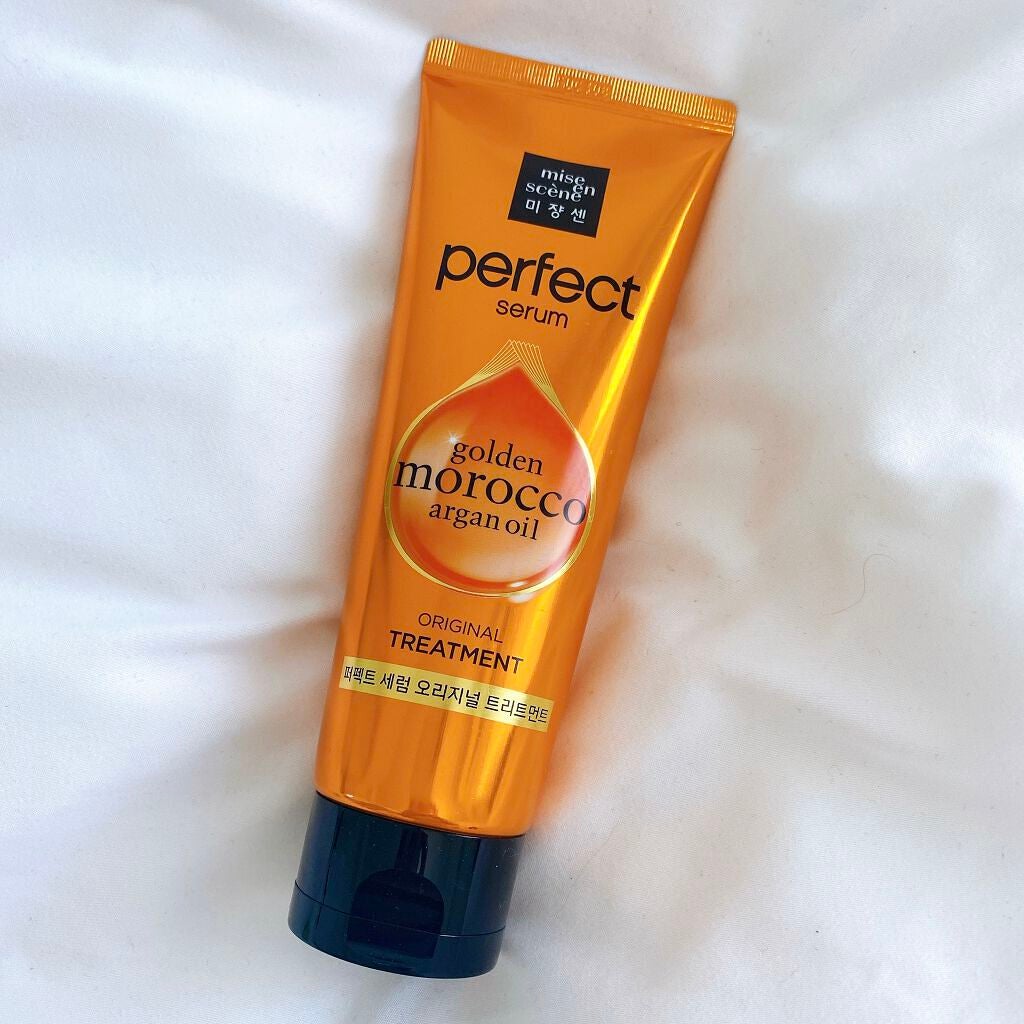 mise
en
scène
미쟝센
perfect
serum
golden
morocco
argan oil
ORIGINAL
TREATMENT
퍼펙트 세럼 오리지널 트리트먼트